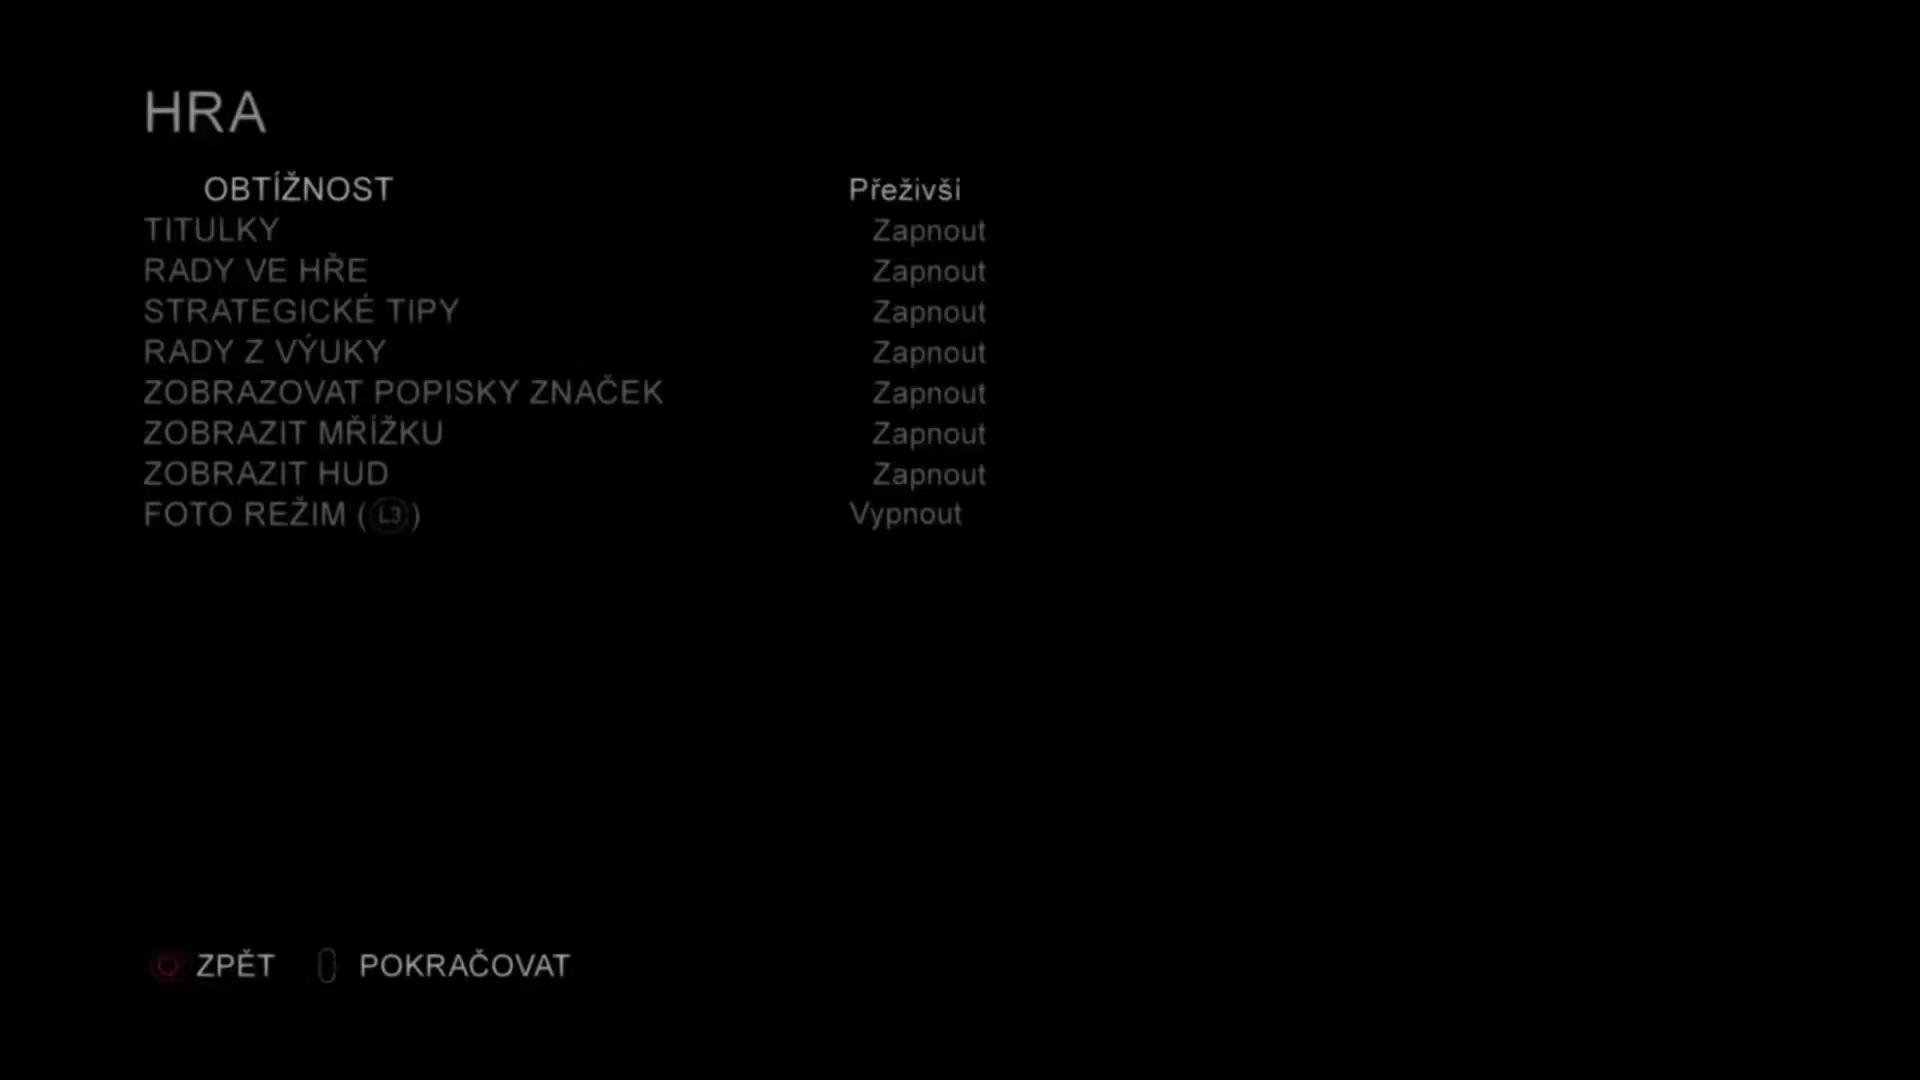 HRA
OBTÍŽNOST Přeživší
TITULKY Zapnout
RADY VE HŘE Zapnout
STRATEGICKÉ TIPY Zapnout
RADY Z VÝUKY Zapnout
ZOBRAZOVAT POPISKY ZNAČEK Zapnout
ZOBRAZIT MŘÍŽKU Zapnout
ZOBRAZIT HUD Zapnout
FOTO REŽIM (L3) Vypnout
ZPĚT POKRAČOVAT